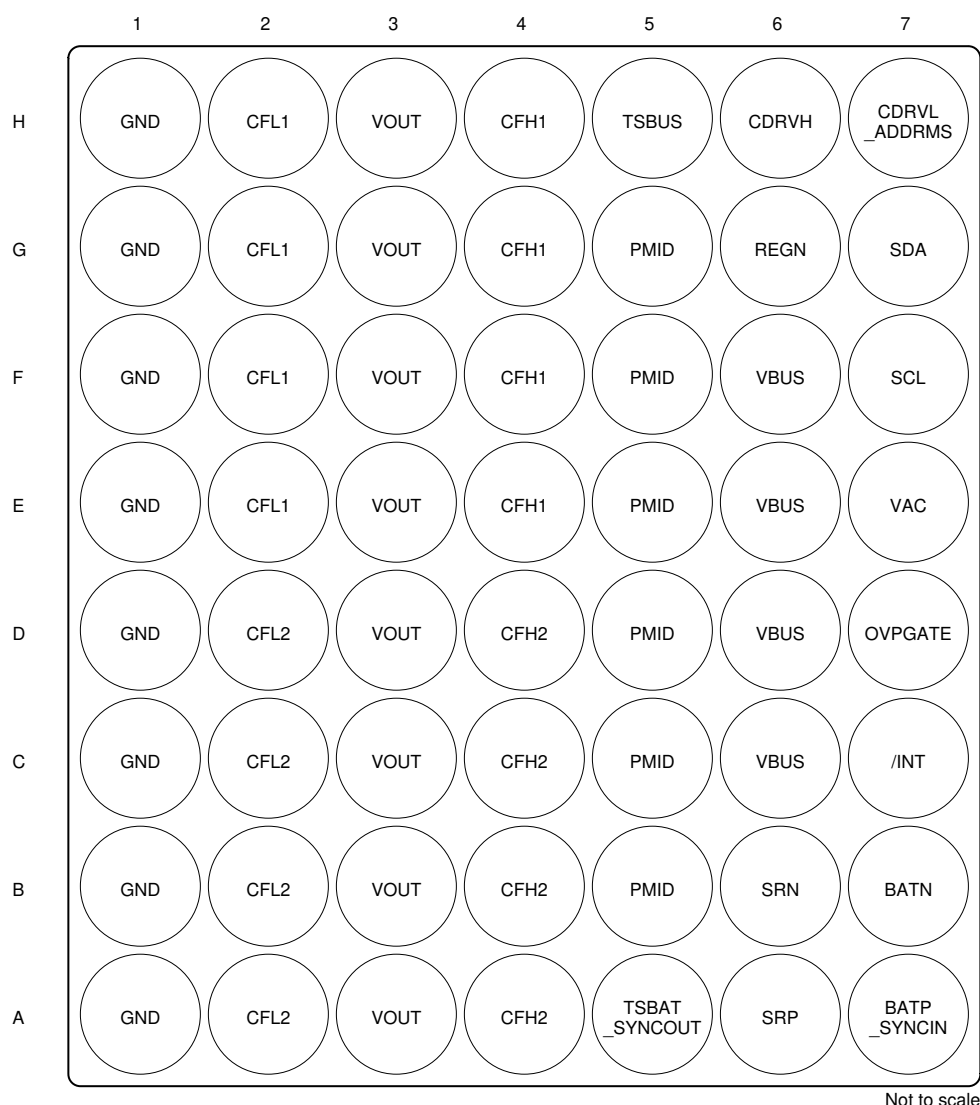 1 2 3 4 5 6 7
H GND CFL1 VOUT CFH1 TSBUS CDRVH CDRVL
_ADDRMS
G GND CFL1 VOUT CFH1 PMID REGN SDA
F GND CFL1 VOUT CFH1 PMID VBUS SCL
E GND CFL1 VOUT CFH1 PMID VBUS VAC
D GND CFL2 VOUT CFH2 PMID VBUS OVPGATE
C GND CFL2 VOUT CFH2 PMID VBUS /INT
B GND CFL2 VOUT CFH2 PMID SRN BATN
A GND CFL2 VOUT CFH2 TSBAT
_SYNCOUT SRP BATP
_SYNCIN
Not to scale